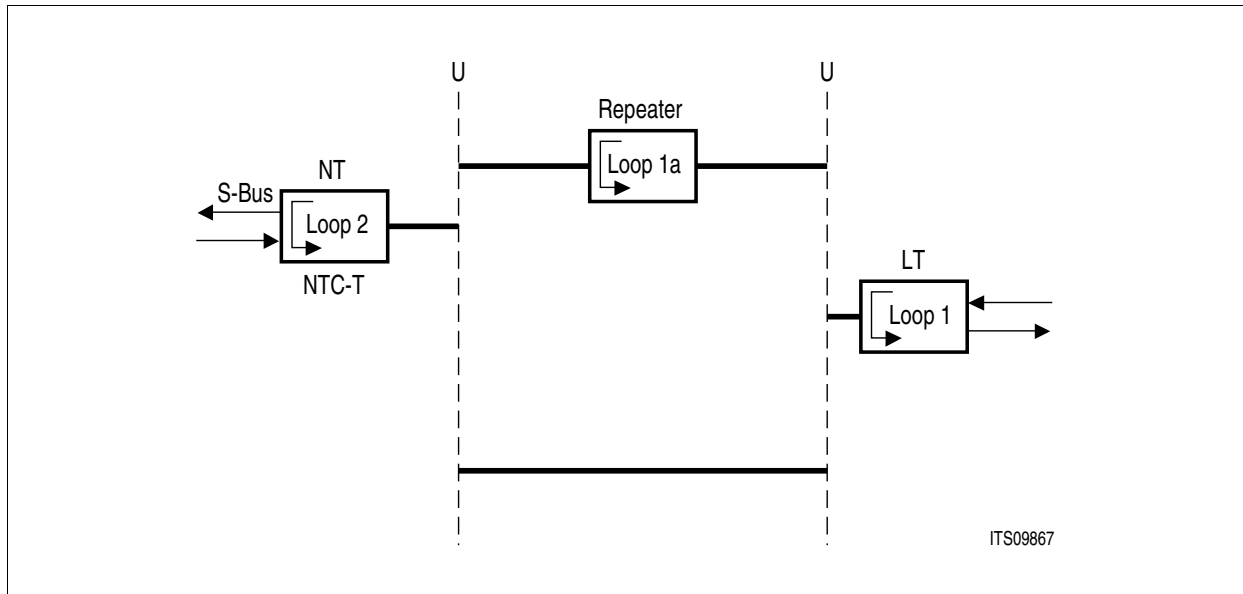 U
U
Repeater
Loop 1a
NT
S-Bus
Loop 2
NTC-T
LT
Loop 1
ITS09867